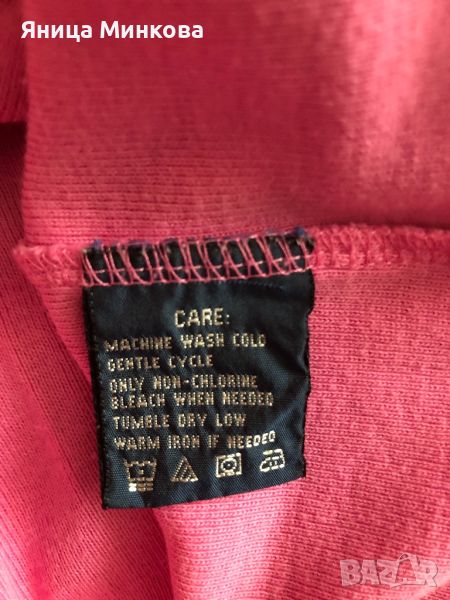 Яница Минкова
CARE:
MACHINE WASH COLD
GENTLE CYCLE
ONLY NON-CHLORINE
BLEACH WHEN NEEDED
TUMBLE DRY LOW
WARM IRON IF NEEDED
BAZAR